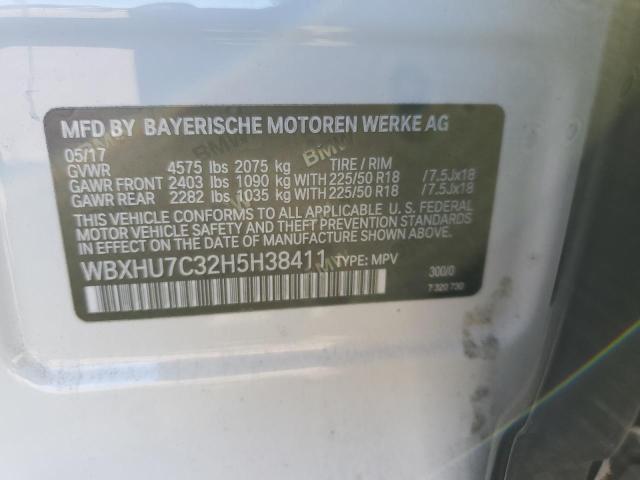 MFD BY BAYERISCHE MOTOREN WERKE AG
05/17
GVWR 4575 lbs 2075 kg TIRE / RIM
GAWR FRONT 2403 lbs 1090 kg WITH 225/50 R18 /7.5Jx18
GAWR REAR 2282 lbs 1035 kg WITH 225/50 R18 /7.5Jx18
THIS VEHICLE CONFORMS TO ALL APPLICABLE U. S. FEDERAL
SAFETY AND THEFT PREVENTION STANDARDS IN EFFECT
ON THE DATE OF MANUFACTURE SHOWN ABOVE.
WBXHU7C32H5H38411 TYPE: MPV
300/0
7 320 730